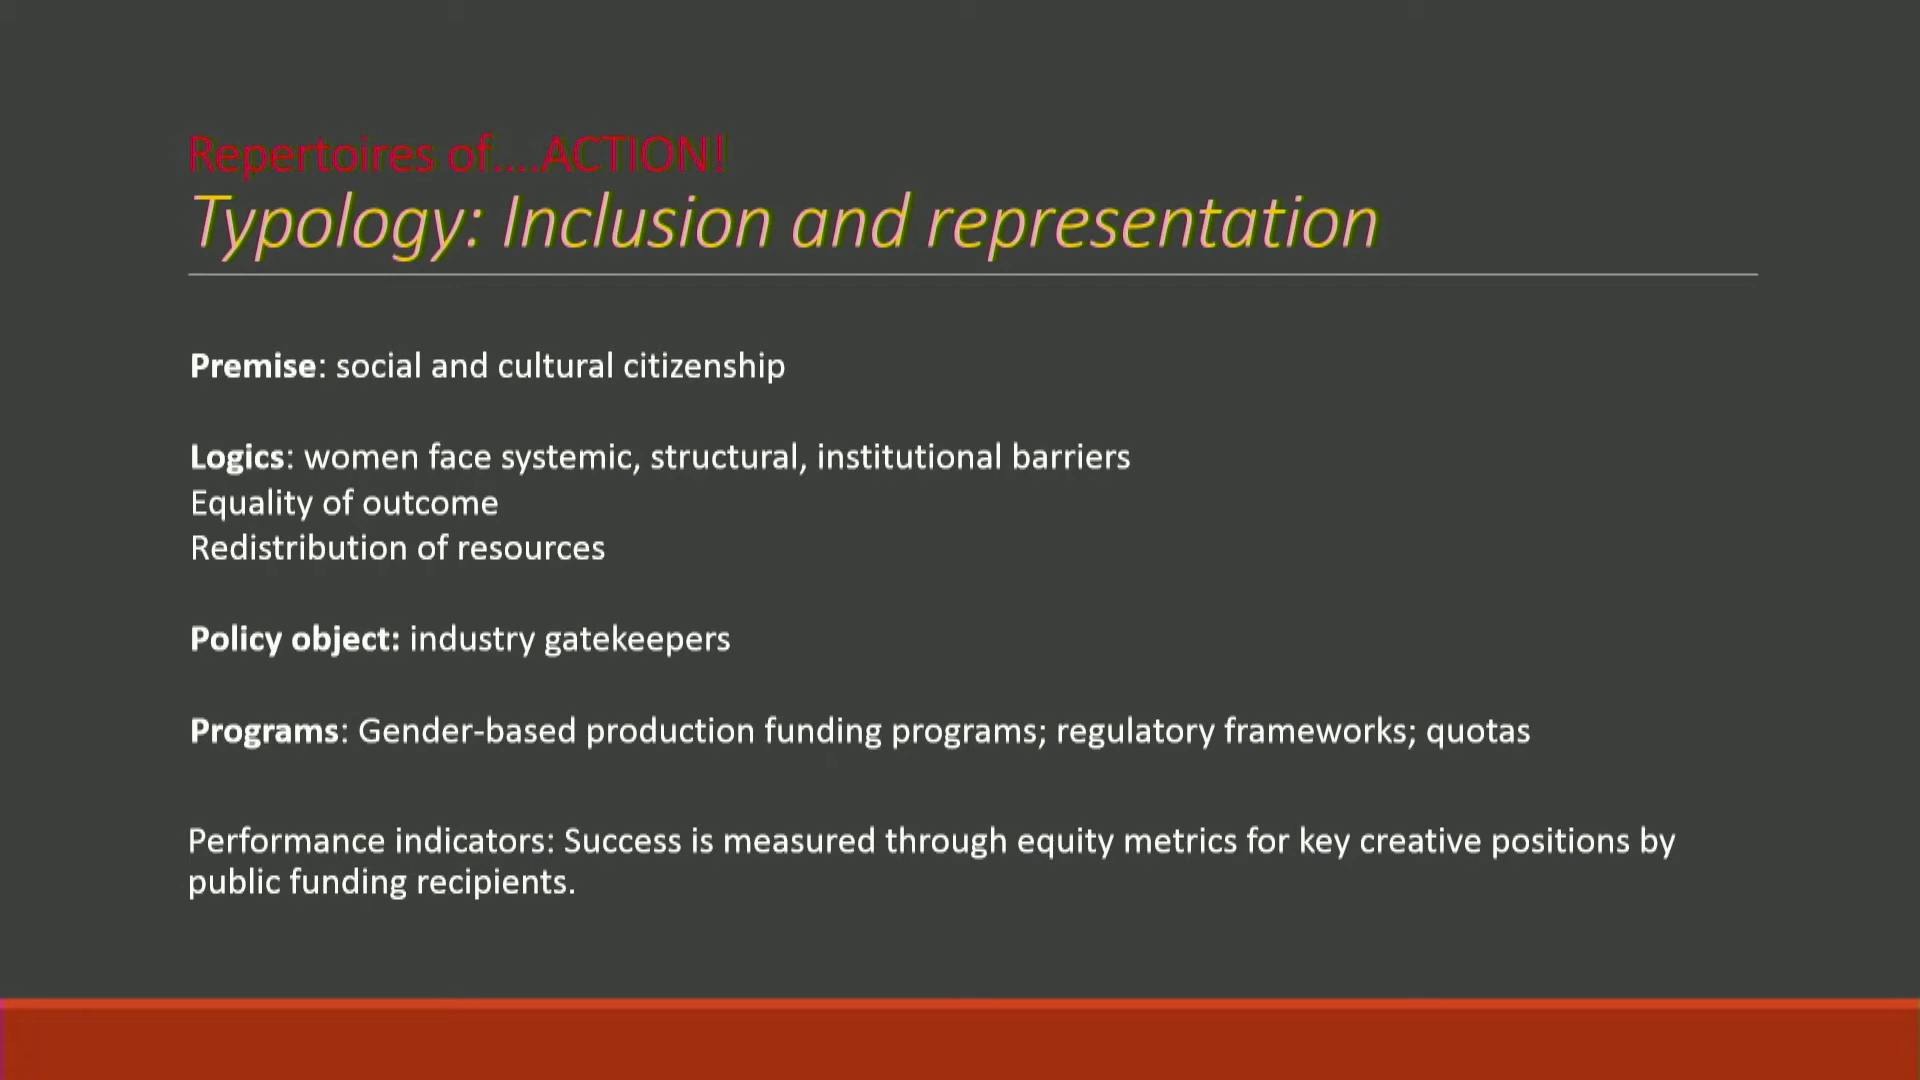 Repertoires of....ACTION!
Typology: Inclusion and representation
Premise: social and cultural citizenship
Logics: women face systemic, structural, institutional barriers
Equality of outcome
Redistribution of resources
Policy object: industry gatekeepers
Programs: Gender-based production funding programs; regulatory frameworks; quotas
Performance indicators: Success is measured through equity metrics for key creative positions by
public funding recipients.